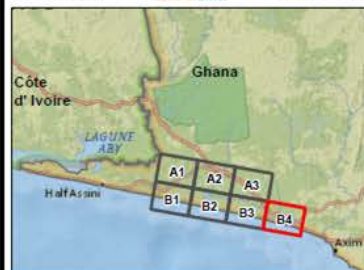 Ghana
Côte
d' Ivoire
LAGUNE
ABY
A1
A2
A3
Half Assini
B1
B2
B3
B4
Axim